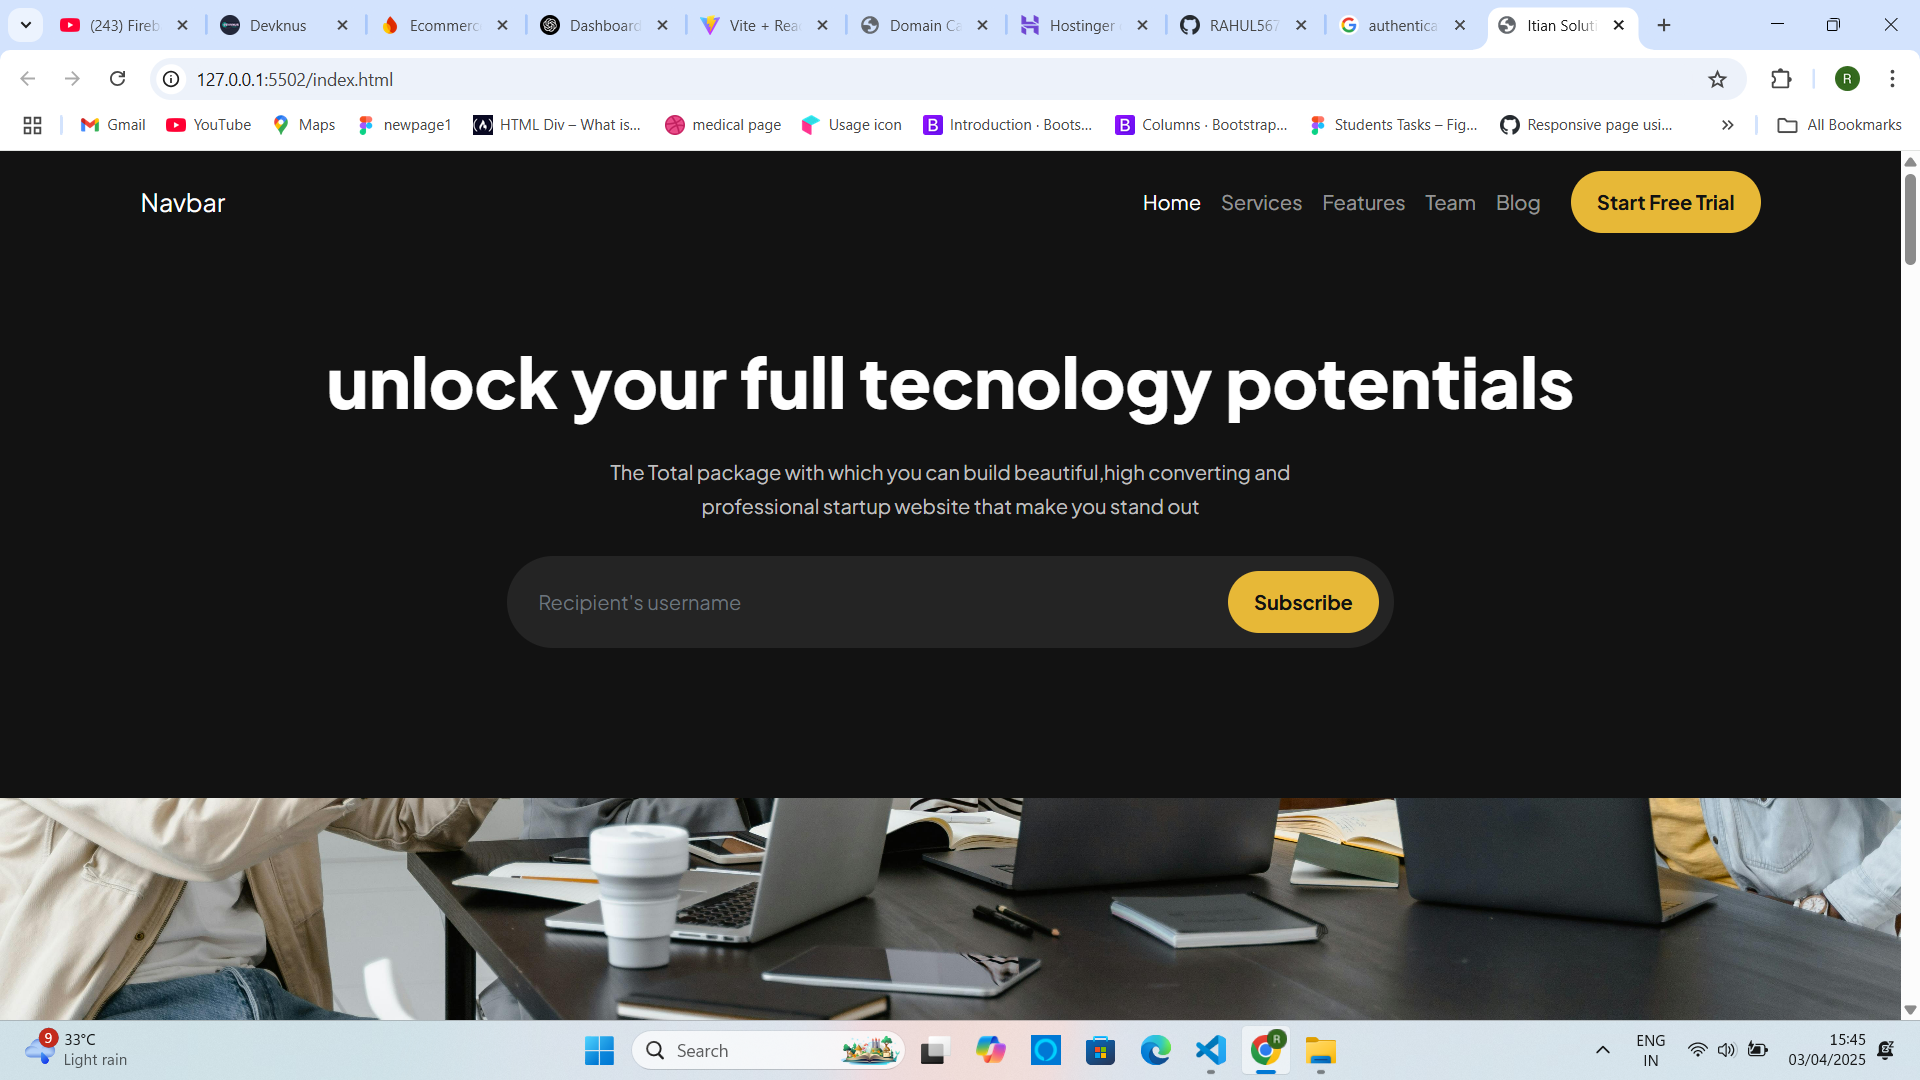 (243) Fireb
Devknus
Ecommerc
Dashboard
Vite + Rea
Domain Ca
Hostinger
RAHUL567
authentica
Itian Soluti
127.0.0.1:5502/index.html
R
Gmail
YouTube
Maps
newpage1
HTML Div – What is...
medical page
Usage icon
B
Introduction · Boots...
B
Columns · Bootstrap...
Students Tasks – Fig...
Responsive page usi...
All Bookmarks
Navbar
Home
Services
Features
Team
Blog
Start Free Trial
unlock your full tecnology potentials
The Total package with which you can build beautiful,high converting and
professional startup website that make you stand out
Recipient's username
Subscribe
9
33°C
Light rain
Search
R
ENG
IN
15:45
03/04/2025